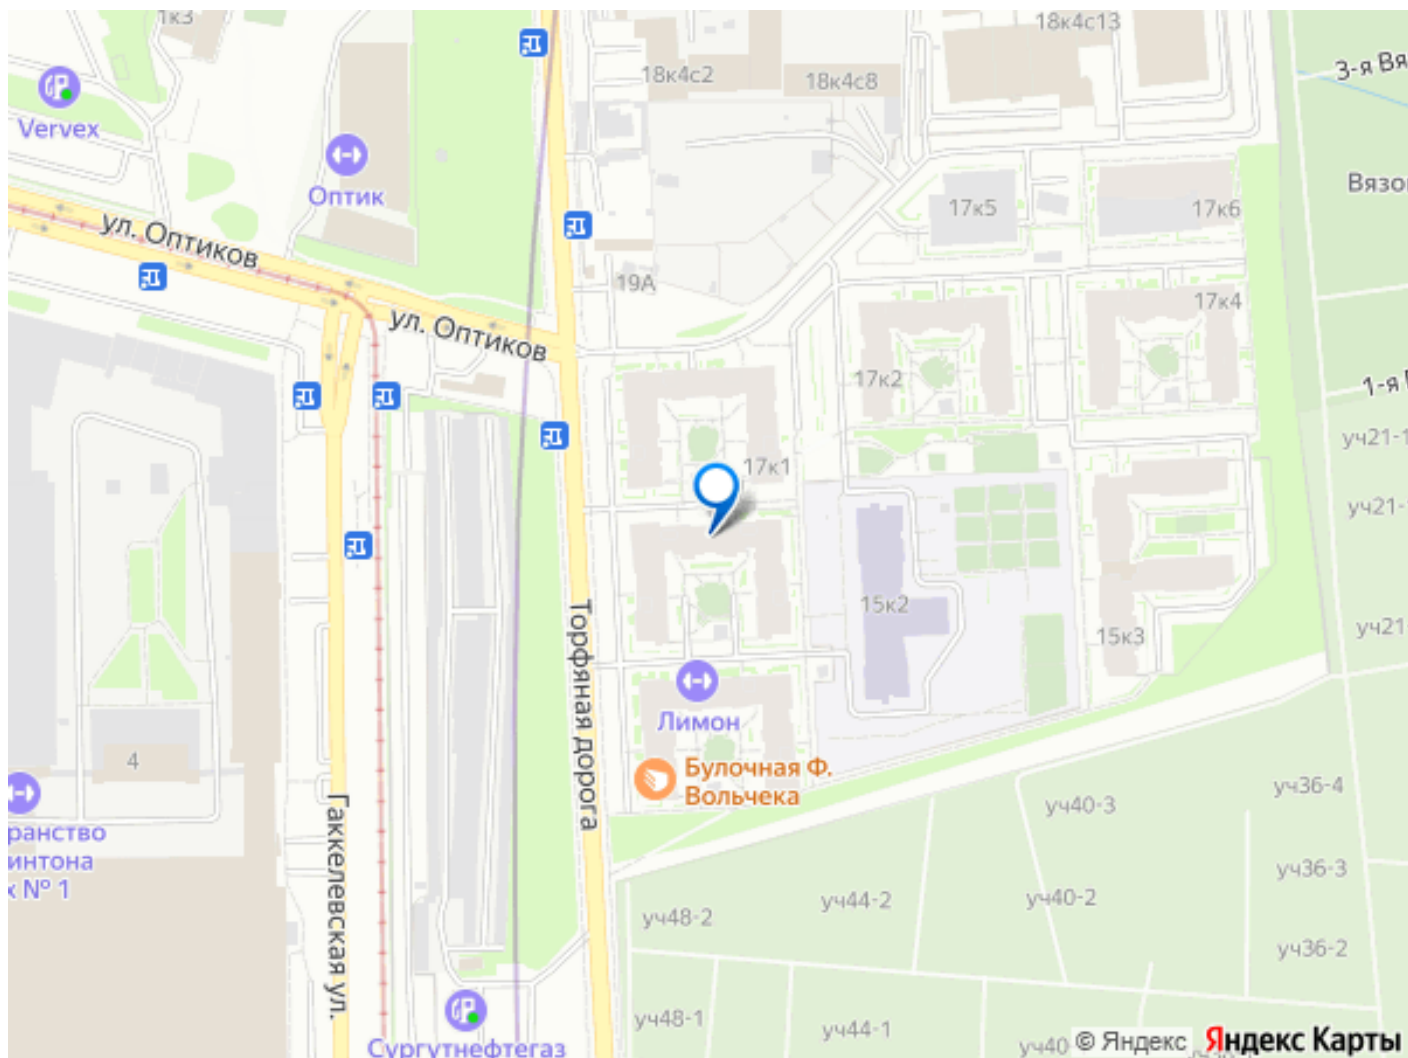 1к3
18к4с13
18к4с2
18к4с8
3-я Вя
Vervex
Оптик
Вязо
17к5
17к6
ул. Оптиков
19А
17к4
ул. Оптиков
17к2
1-я
уч21-1
17к1
уч21-
15к2
уч21
15к3
Торфяная дорога
Лимон
4
Булочная Ф.
Вольчека
уч36-4
уч40-3
ранство
интона
х № 1
Гаккелевская ул.
уч36-3
уч44-2
уч40-2
уч48-2
уч36-2
уч48-1
уч44-1
уч40
Сургутнефтегаз
© Яндекс
Яндекс Карты